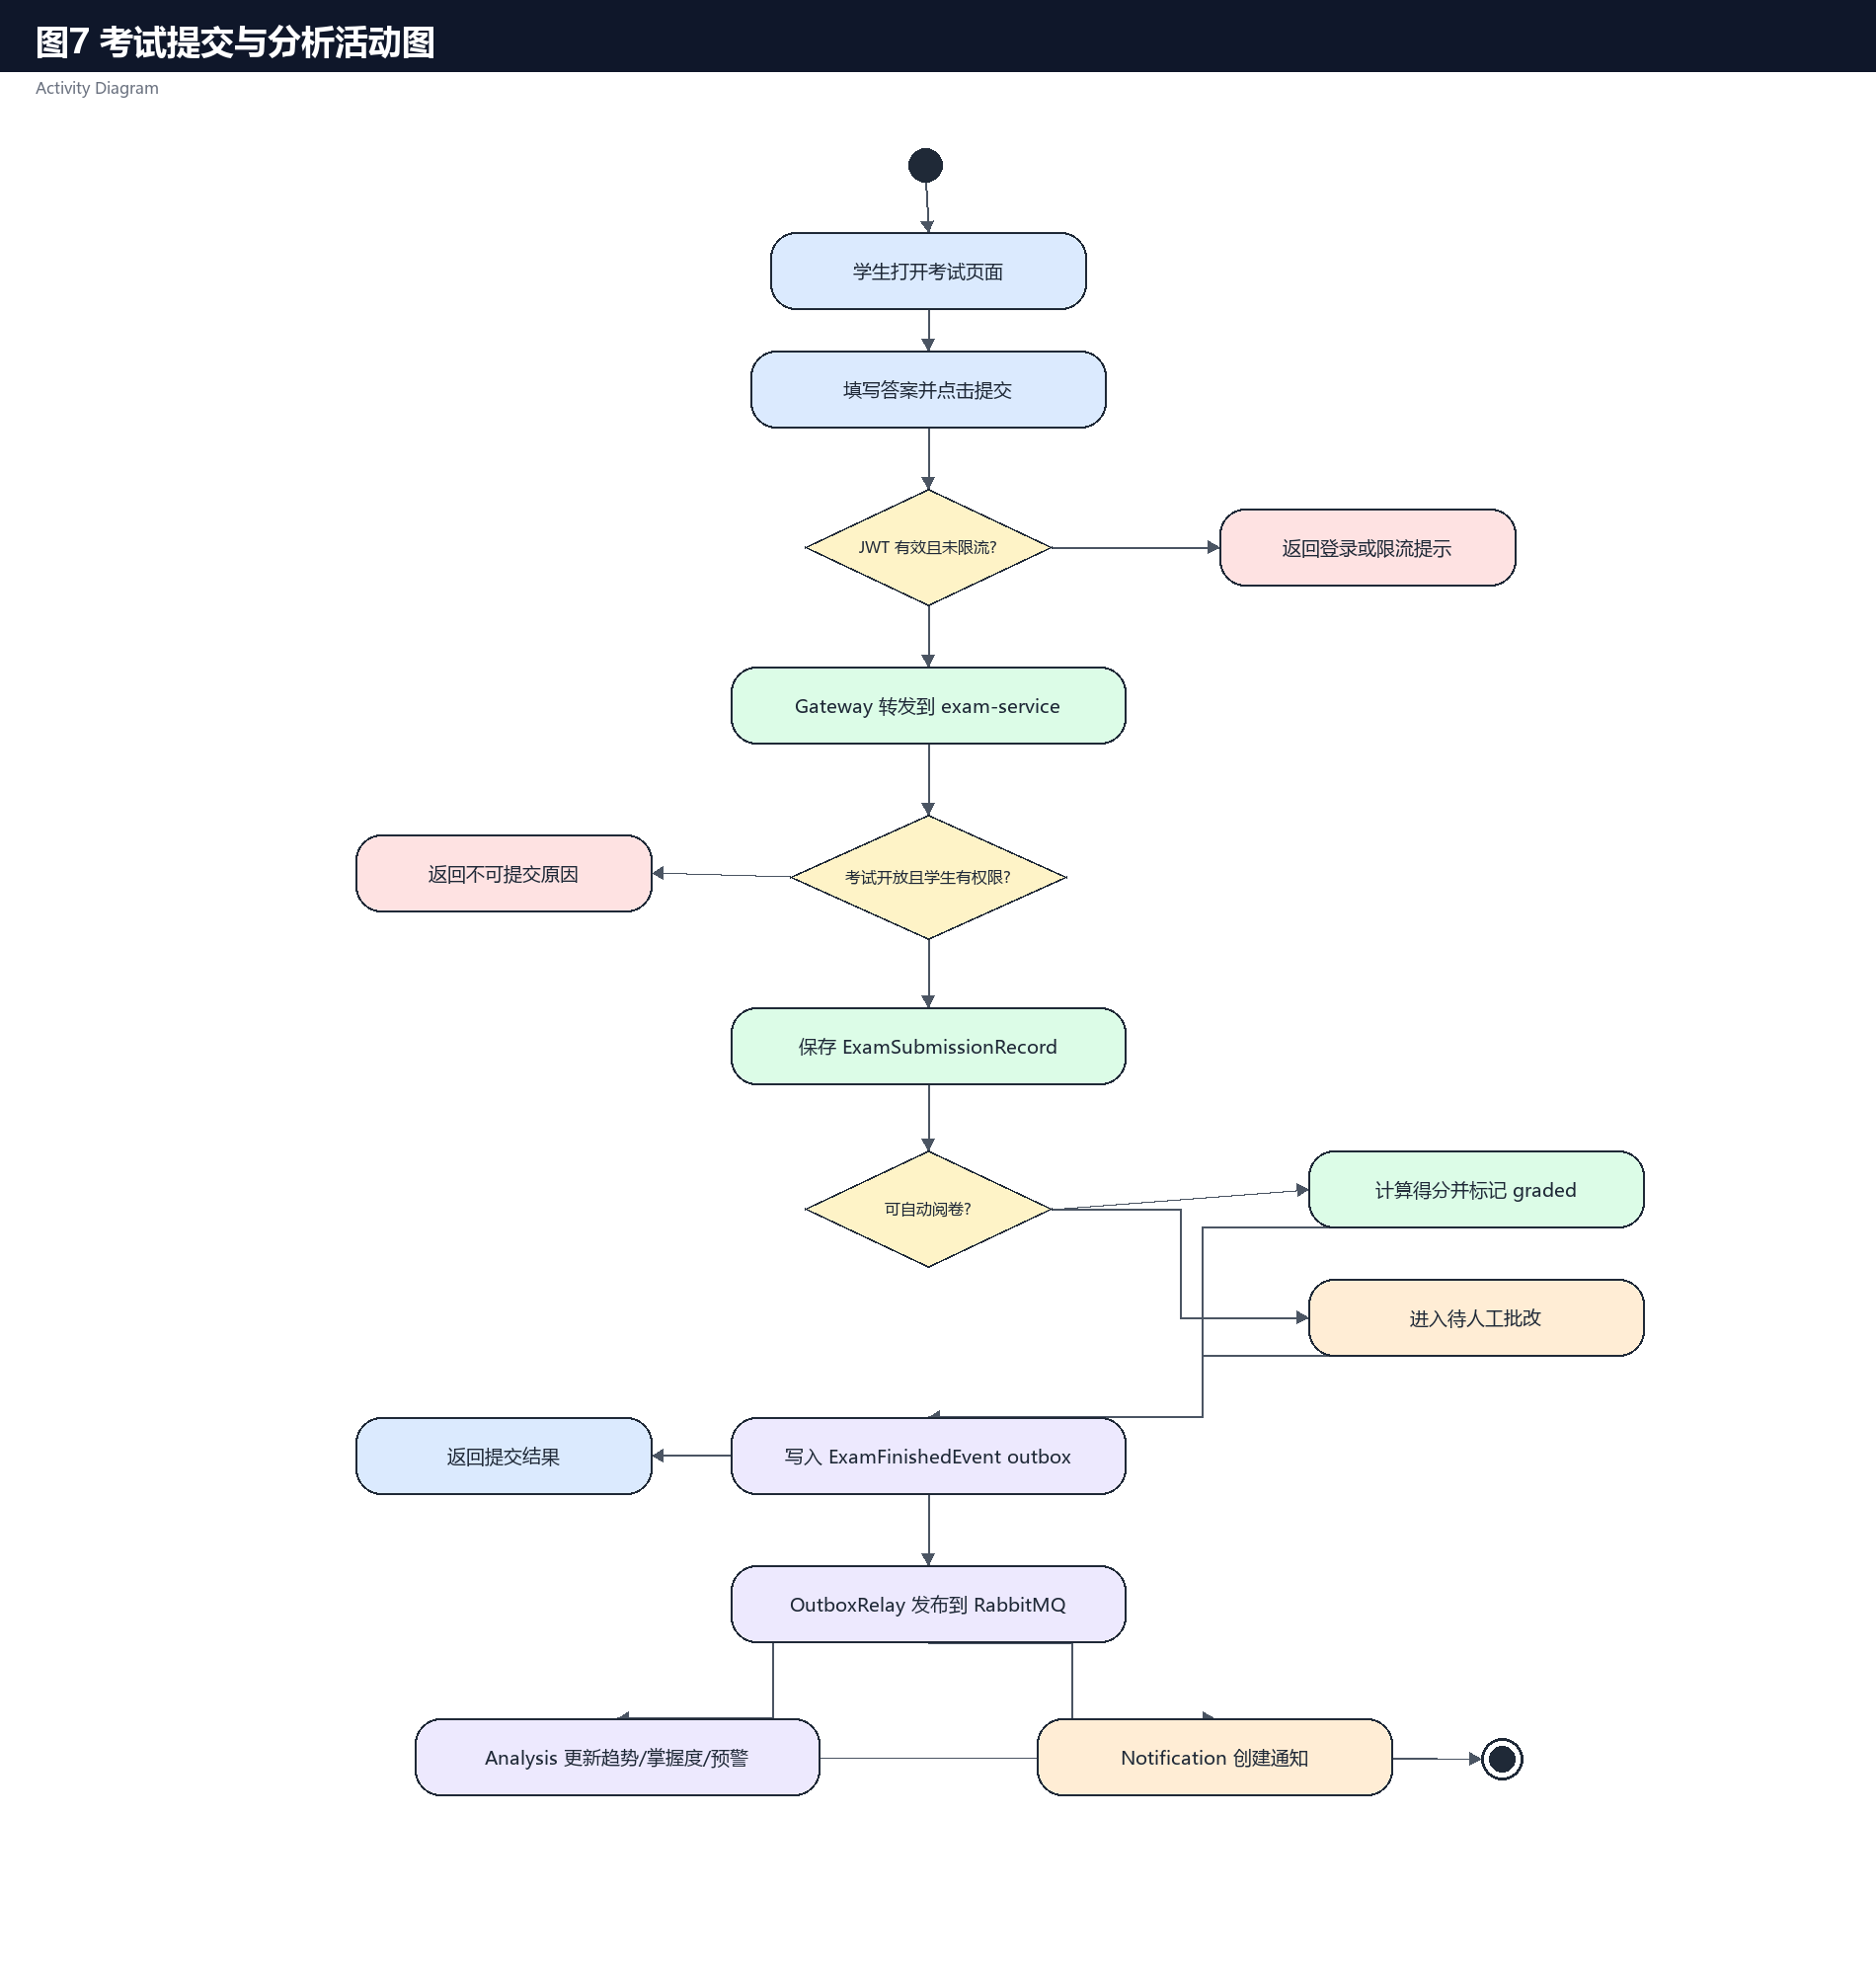 图7 考试提交与分析活动图
Activity Diagram
学生打开考试页面
填写答案并点击提交
JWT 有效且未限流?
返回登录或限流提示
Gateway 转发到 exam-service
返回不可提交原因
考试开放且学生有权限?
保存 ExamSubmissionRecord
计算得分并标记 graded
可自动阅卷?
进入待人工批改
返回提交结果
写入 ExamFinishedEvent outbox
OutboxRelay 发布到 RabbitMQ
Analysis 更新趋势/掌握度/预警
Notification 创建通知